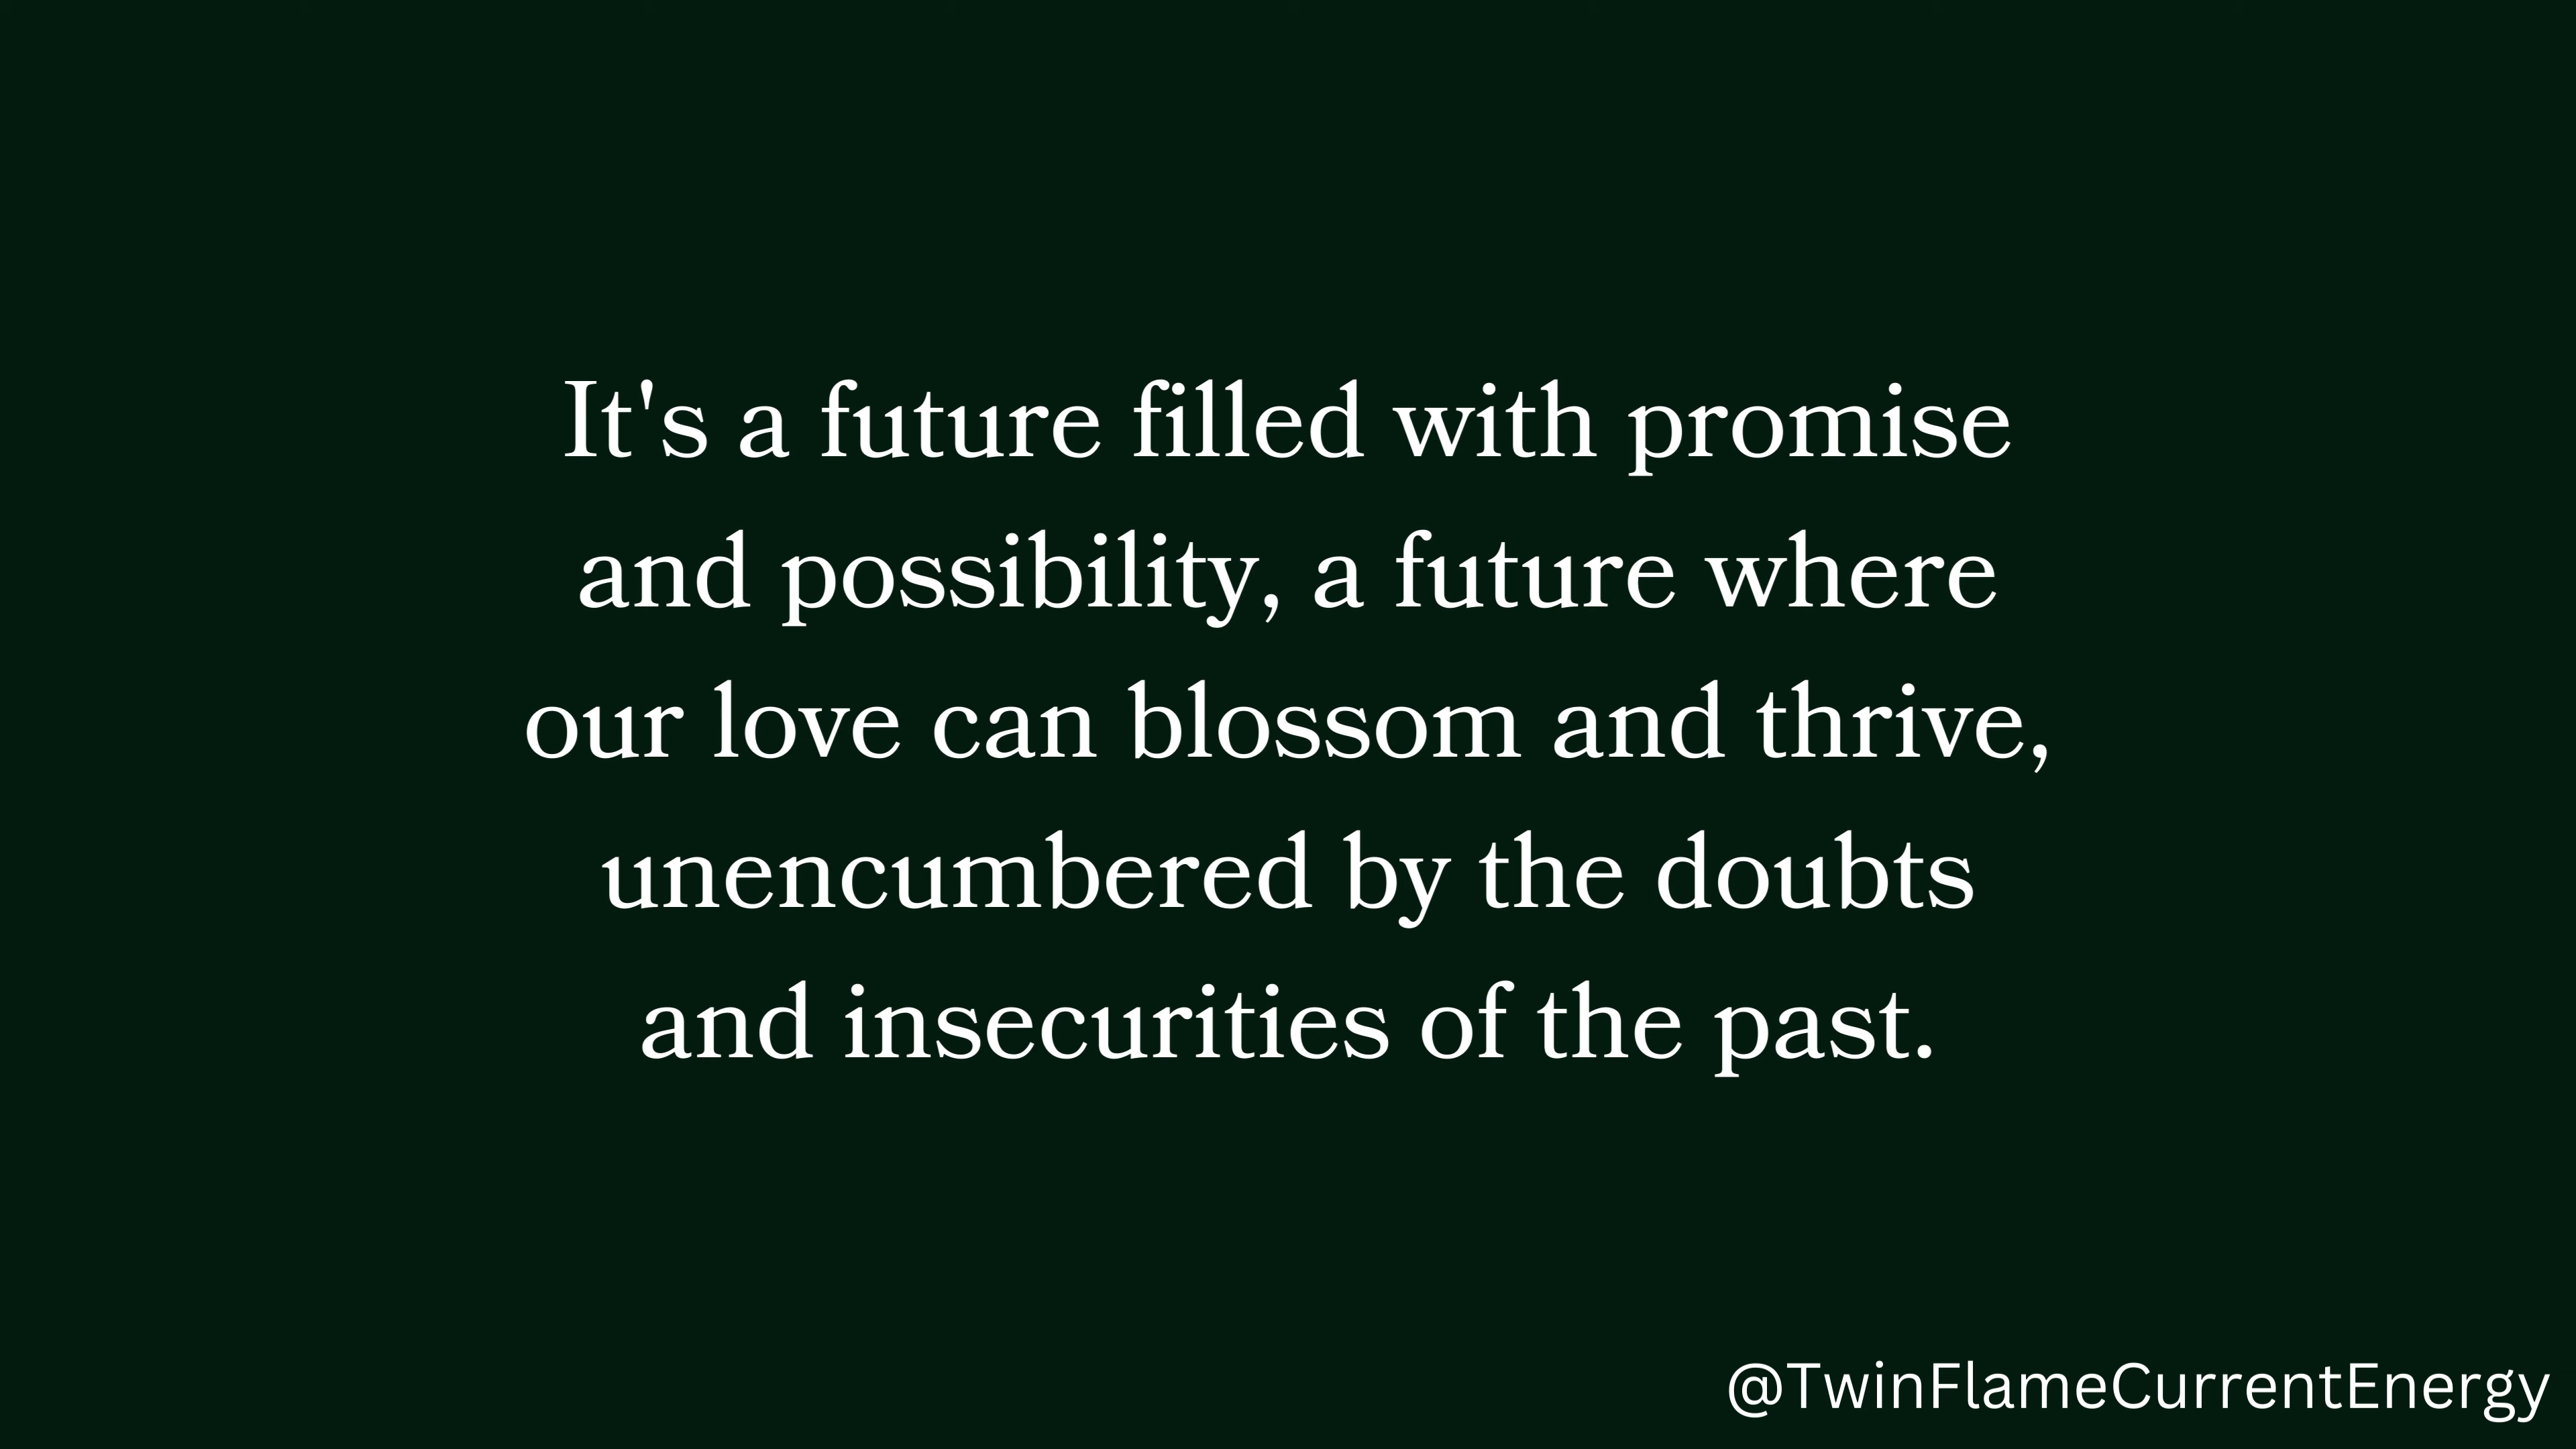 It's a future filled with promise
and possibility, a future where
our love can blossom and thrive,
unencumbered by the doubts
and insecurities of the past.
@TwinFlameCurrentEnergy